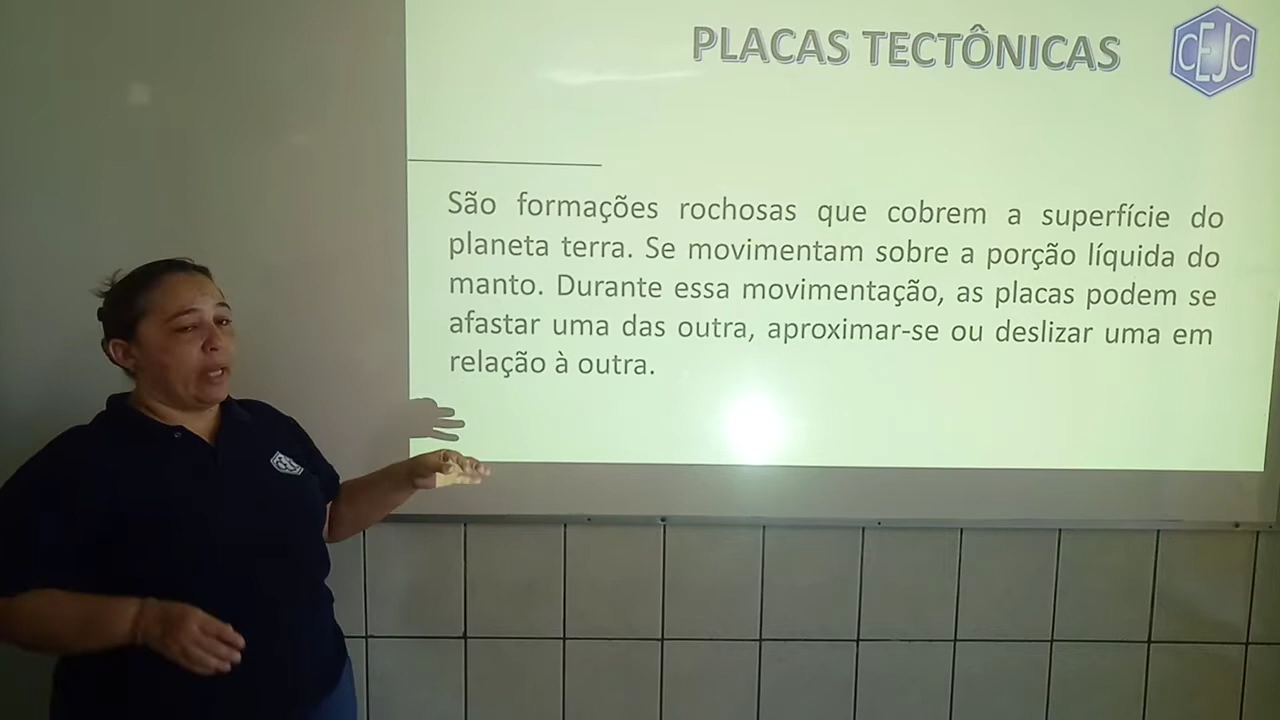 PLACAS TECTÔNICAS
CEJC
São formações rochosas que cobrem a superfície do
planeta terra. Se movimentam sobre a porção líquida do
manto. Durante essa movimentação, as placas podem se
afastar uma das outra, aproximar-se ou deslizar uma em
relação à outra.